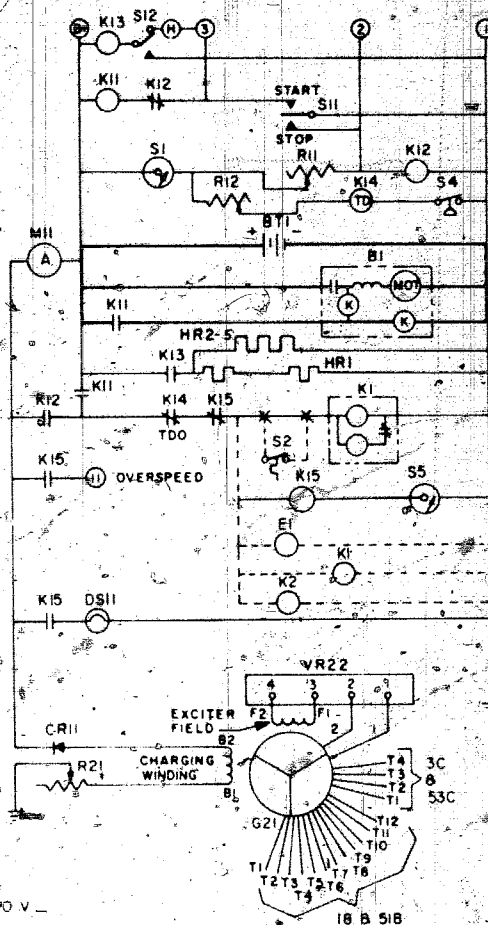 B+ K13 S12 H 3 2 1
K11 K12
START
S11
STOP
S1 R11 K12
R12 K14 S4
TD
BT1
+ -
M11
A
B1
MOT
K11 K K
HR2-5
K13 HR1
K11
K12 K14 K15 K1
TDO
S2
K15 11 OVERSPEED
K15 S5
E1
K1
K2
K15 DS11
VR22
4 3 2 1
EXCITER FIELD F2 F1 2 1
CR11 B2
CHARGING WINDING
R21
B1
G21
T4 3C
T3 &
T2 53C
T1
T12
T11
T10
T9
T8
T7
T6
T5
T4
T3
T2
T1
18 & 518